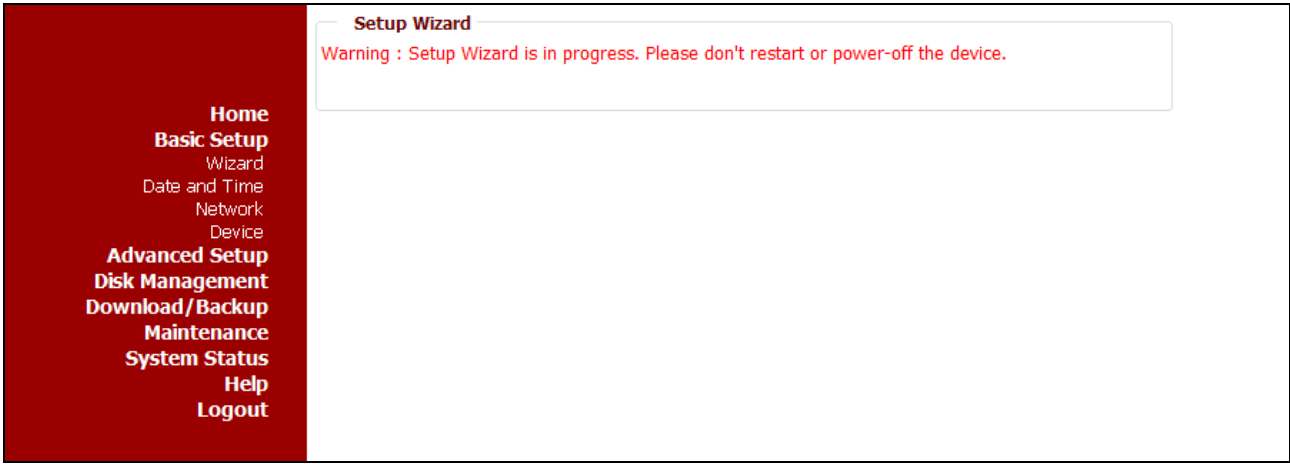 Setup Wizard
Warning : Setup Wizard is in progress. Please don't restart or power-off the device.
Home
Basic Setup
Wizard
Date and Time
Network
Device
Advanced Setup
Disk Management
Download/Backup
Maintenance
System Status
Help
Logout